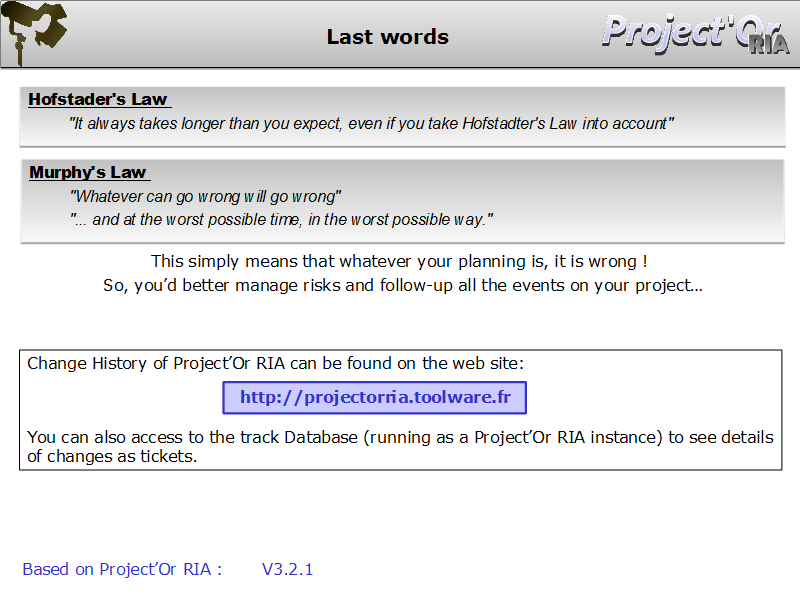 Last words
Project'Or
RIA
Hofstader's Law
"It always takes longer than you expect, even if you take Hofstadter's Law into account"
Murphy's Law
"Whatever can go wrong will go wrong"
"... and at the worst possible time, in the worst possible way."
This simply means that whatever your planning is, it is wrong !
So, you’d better manage risks and follow-up all the events on your project…
Change History of Project’Or RIA can be found on the web site:
http://projectorria.toolware.fr
You can also access to the track Database (running as a Project’Or RIA instance) to see details
of changes as tickets.
Based on Project’Or RIA : V3.2.1